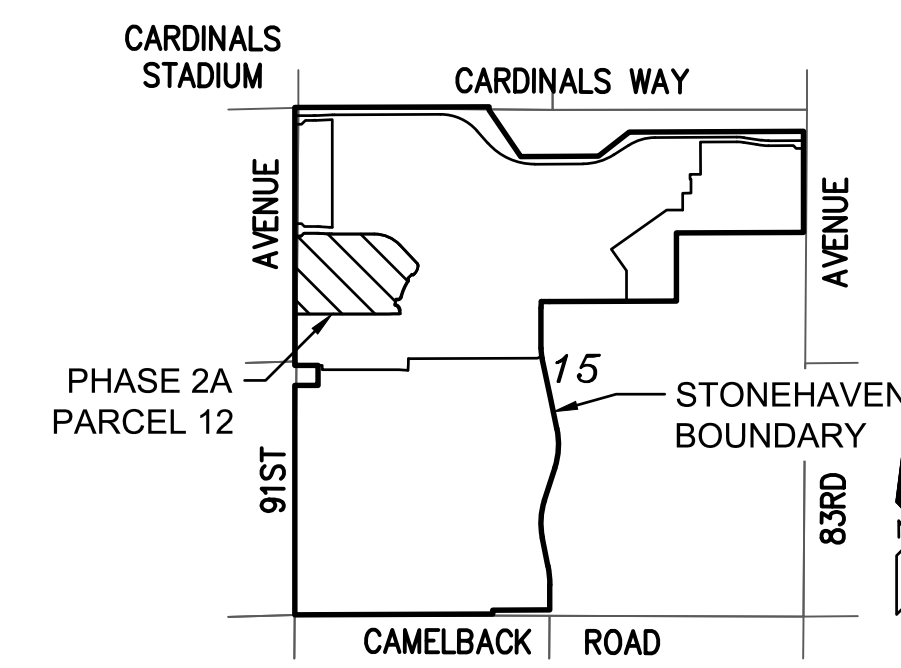 CARDINALS
STADIUM
CARDINALS WAY
AVENUE
AVENUE
15
PHASE 2A
PARCEL 12
STONEHAVEN
BOUNDARY
91ST
83RD
CAMELBACK ROAD